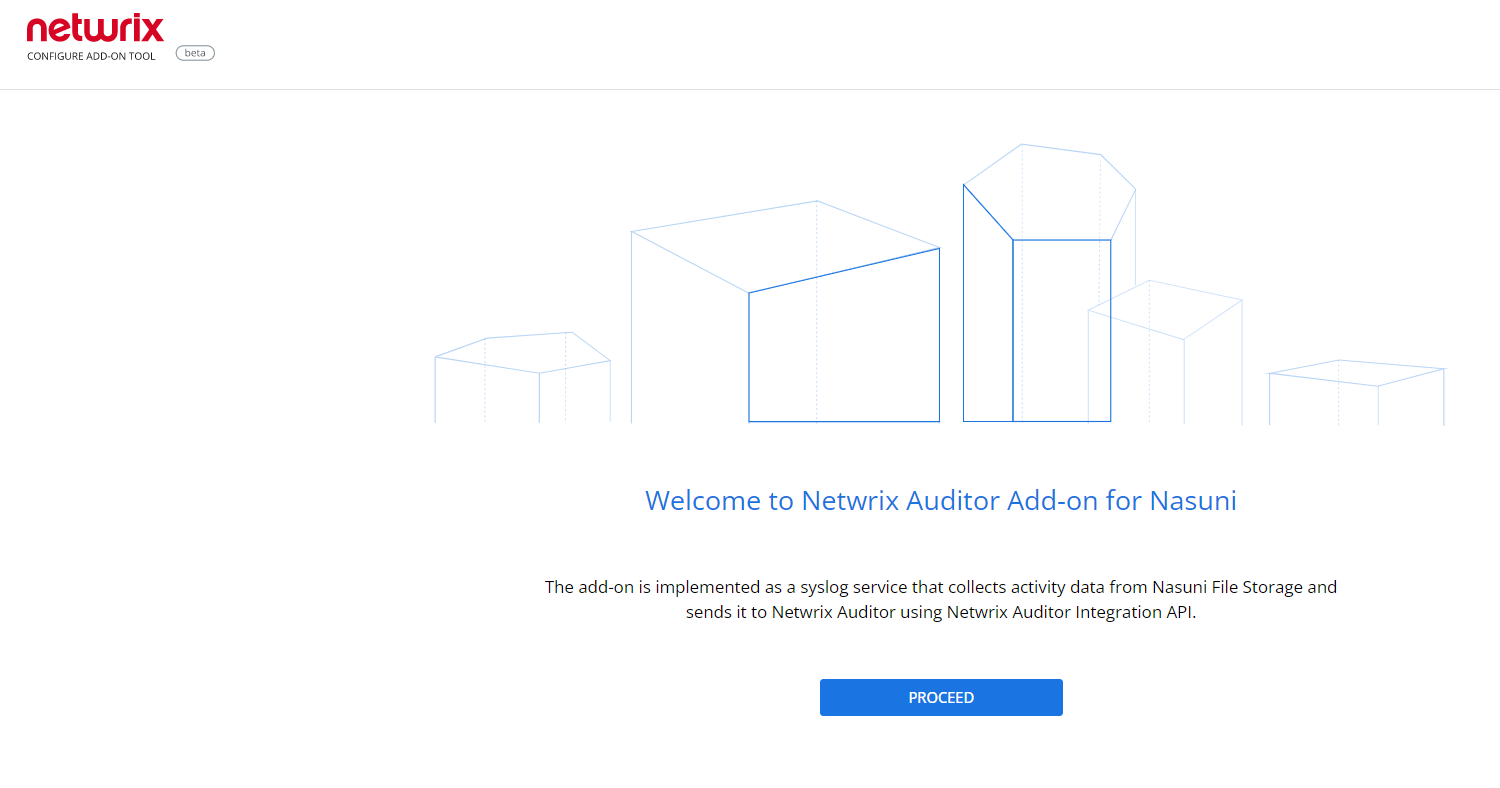 netwrix
CONFIGURE ADD-ON TOOL
beta
Welcome to Netwrix Auditor Add-on for Nasuni
The add-on is implemented as a syslog service that collects activity data from Nasuni File Storage and
sends it to Netwrix Auditor using Netwrix Auditor Integration API.
PROCEED